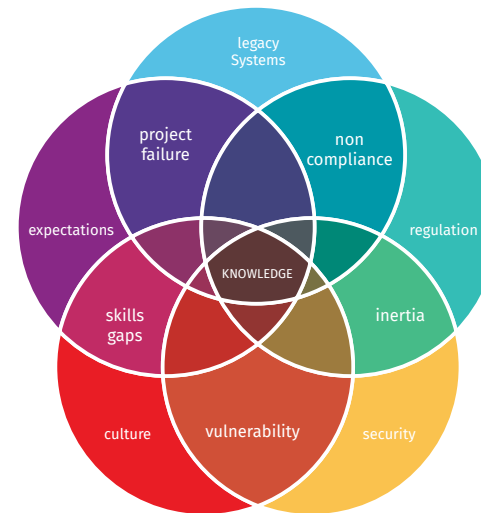 legacy
Systems
project
failure
non
compliance
expectations
regulation
KNOWLEDGE
skills
gaps
inertia
culture
vulnerability
security